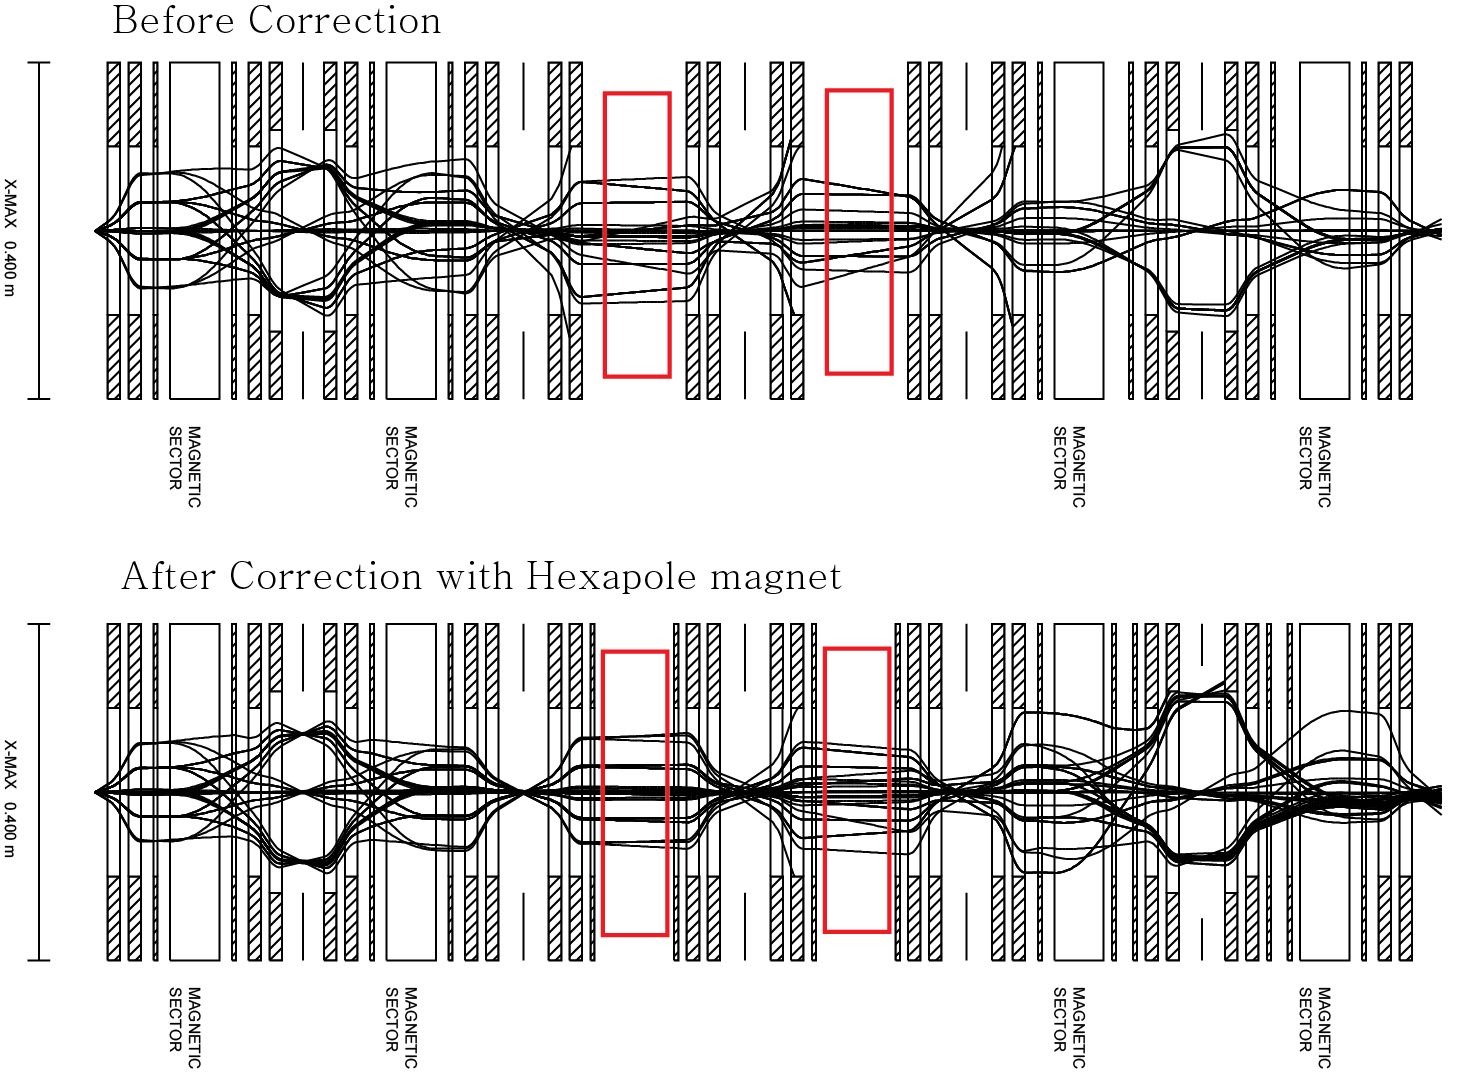 Before Correction
X-MAX 0.400 m
MAGNETIC
SECTOR
MAGNETIC
SECTOR
MAGNETIC
SECTOR
MAGNETIC
SECTOR
After Correction with Hexapole magnet
X-MAX 0.400 m
MAGNETIC
SECTOR
MAGNETIC
SECTOR
MAGNETIC
SECTOR
MAGNETIC
SECTOR